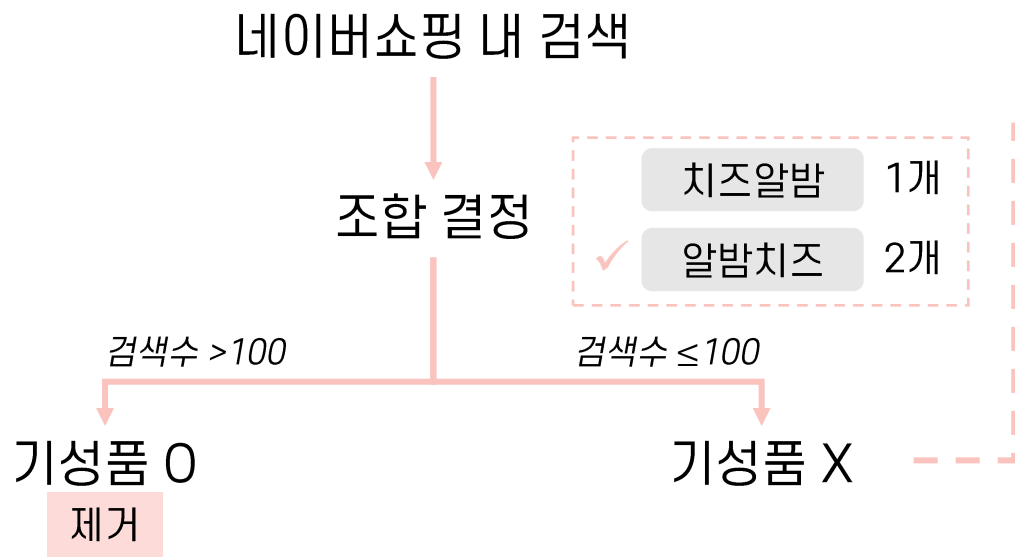 네이버쇼핑 내 검색
치즈알밤 1개
조합 결정
알밤치즈 2개
검색수 >100
검색수 ≤100
기성품 O
기성품 X
제거